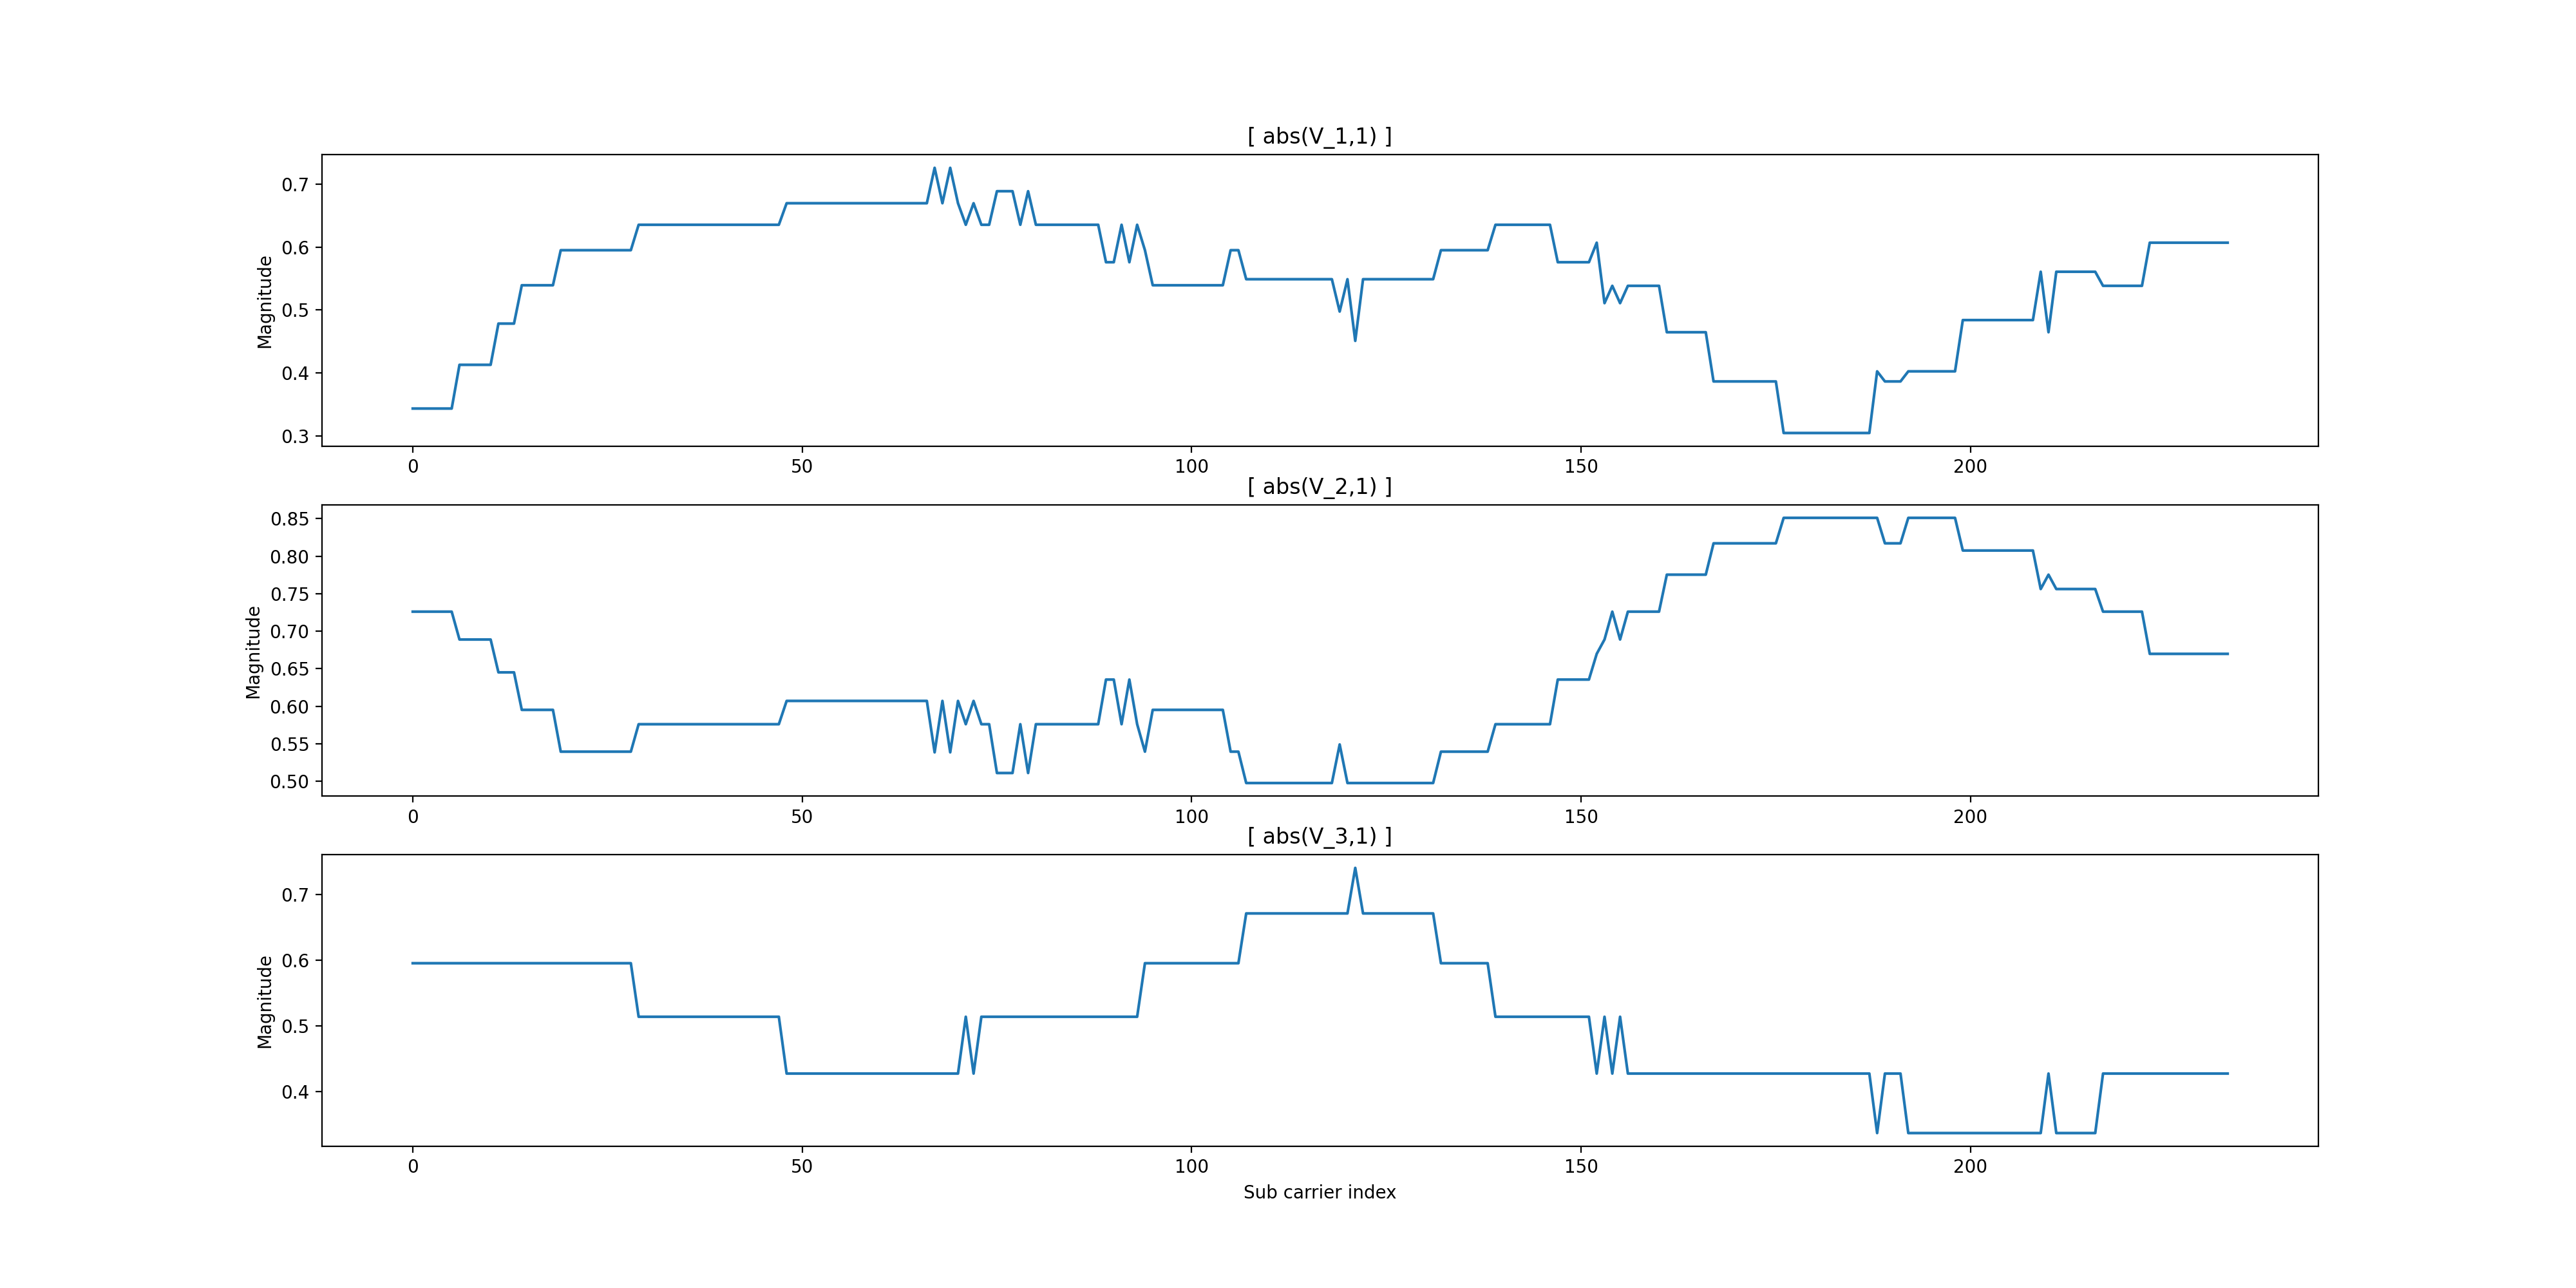 [ abs(V_1,1) ]
Magnitude
0.7
0.6
0.5
0.4
0.3
0 50 100 150 200
[ abs(V_2,1) ]
Magnitude
0.85
0.80
0.75
0.70
0.65
0.60
0.55
0.50
0 50 100 150 200
[ abs(V_3,1) ]
Magnitude
0.7
0.6
0.5
0.4
0 50 100 150 200
Sub carrier index